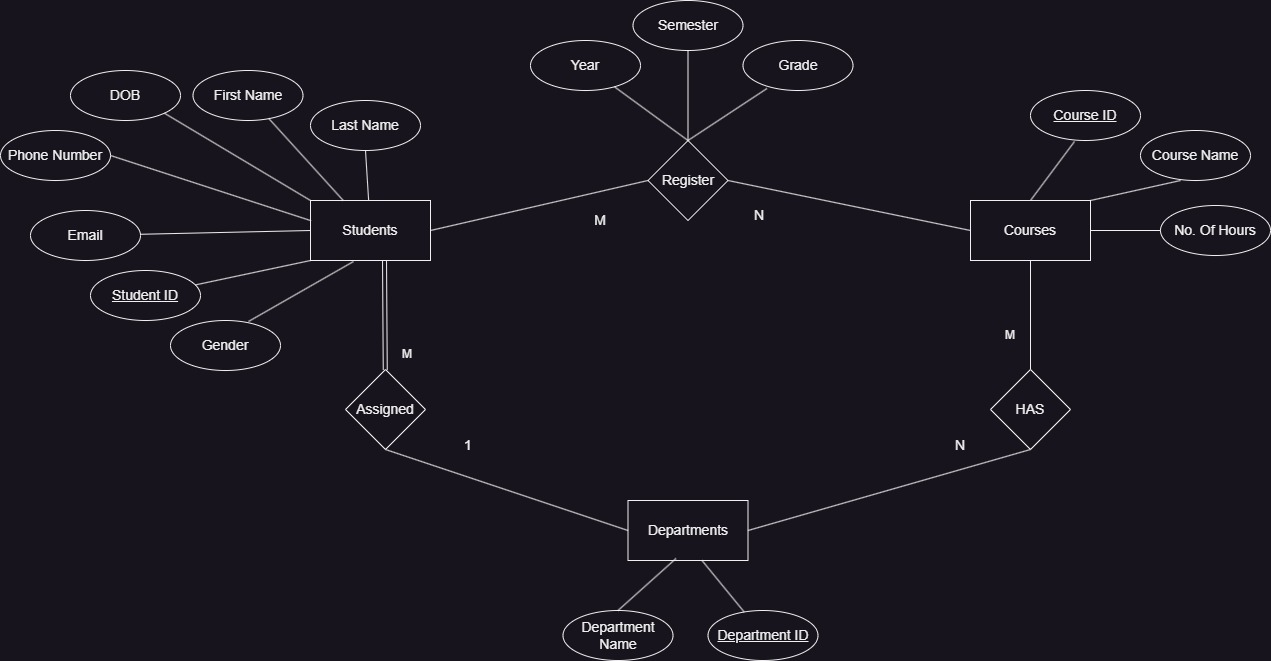 Semester
Year
Grade
DOB
First Name
Last Name
Phone Number
Course ID
Course Name
Register
M
N
Students
Courses
No. Of Hours
Email
Student ID
Gender
M
M
Assigned
HAS
1
N
Departments
Department
Name
Department ID